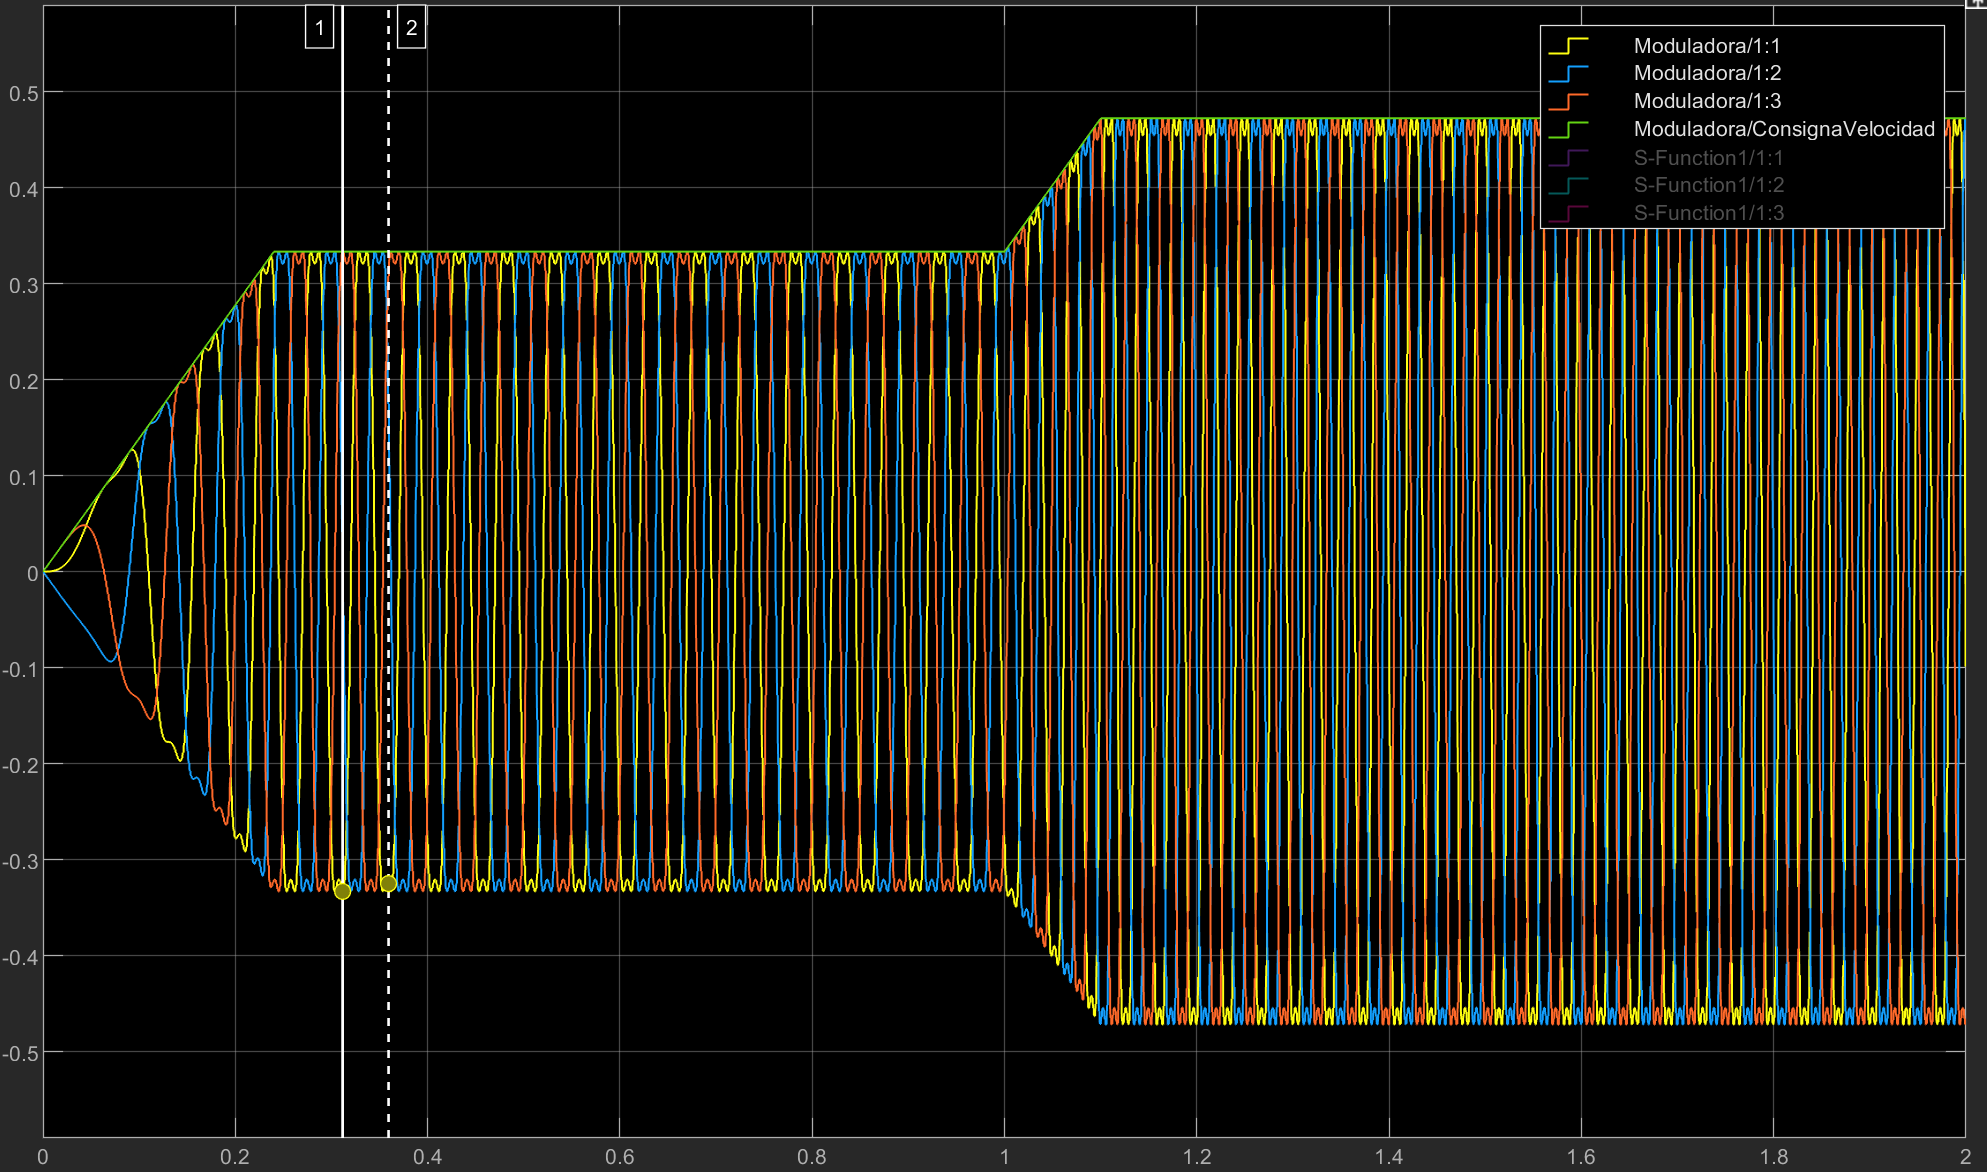 1
2
Moduladora/1:1
Moduladora/1:2
Moduladora/1:3
Moduladora/ConsignaVelocidad
S-Function1/1:1
S-Function1/1:2
S-Function1/1:3
0.5
0.4
0.3
0.2
0.1
0
-0.1
-0.2
-0.3
-0.4
-0.5
0 0.2 0.4 0.6 0.8 1 1.2 1.4 1.6 1.8 2